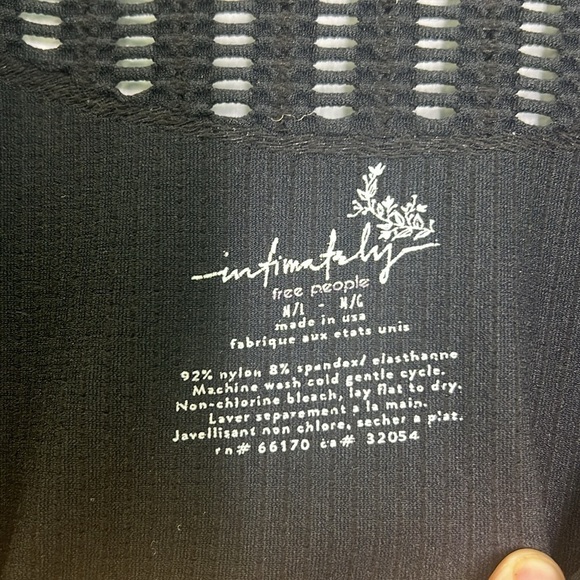 intimately
free people
M/L - M/G
made in usa
fabrique aux etats unis
92% nylon 8% spandex/ elasthanne
Machine wash cold gentle cycle.
Non-chlorine bleach, lay flat to dry.
Laver separement a la main.
Javellisant non chlore, secher a plat.
rn# 66170 ca# 32054